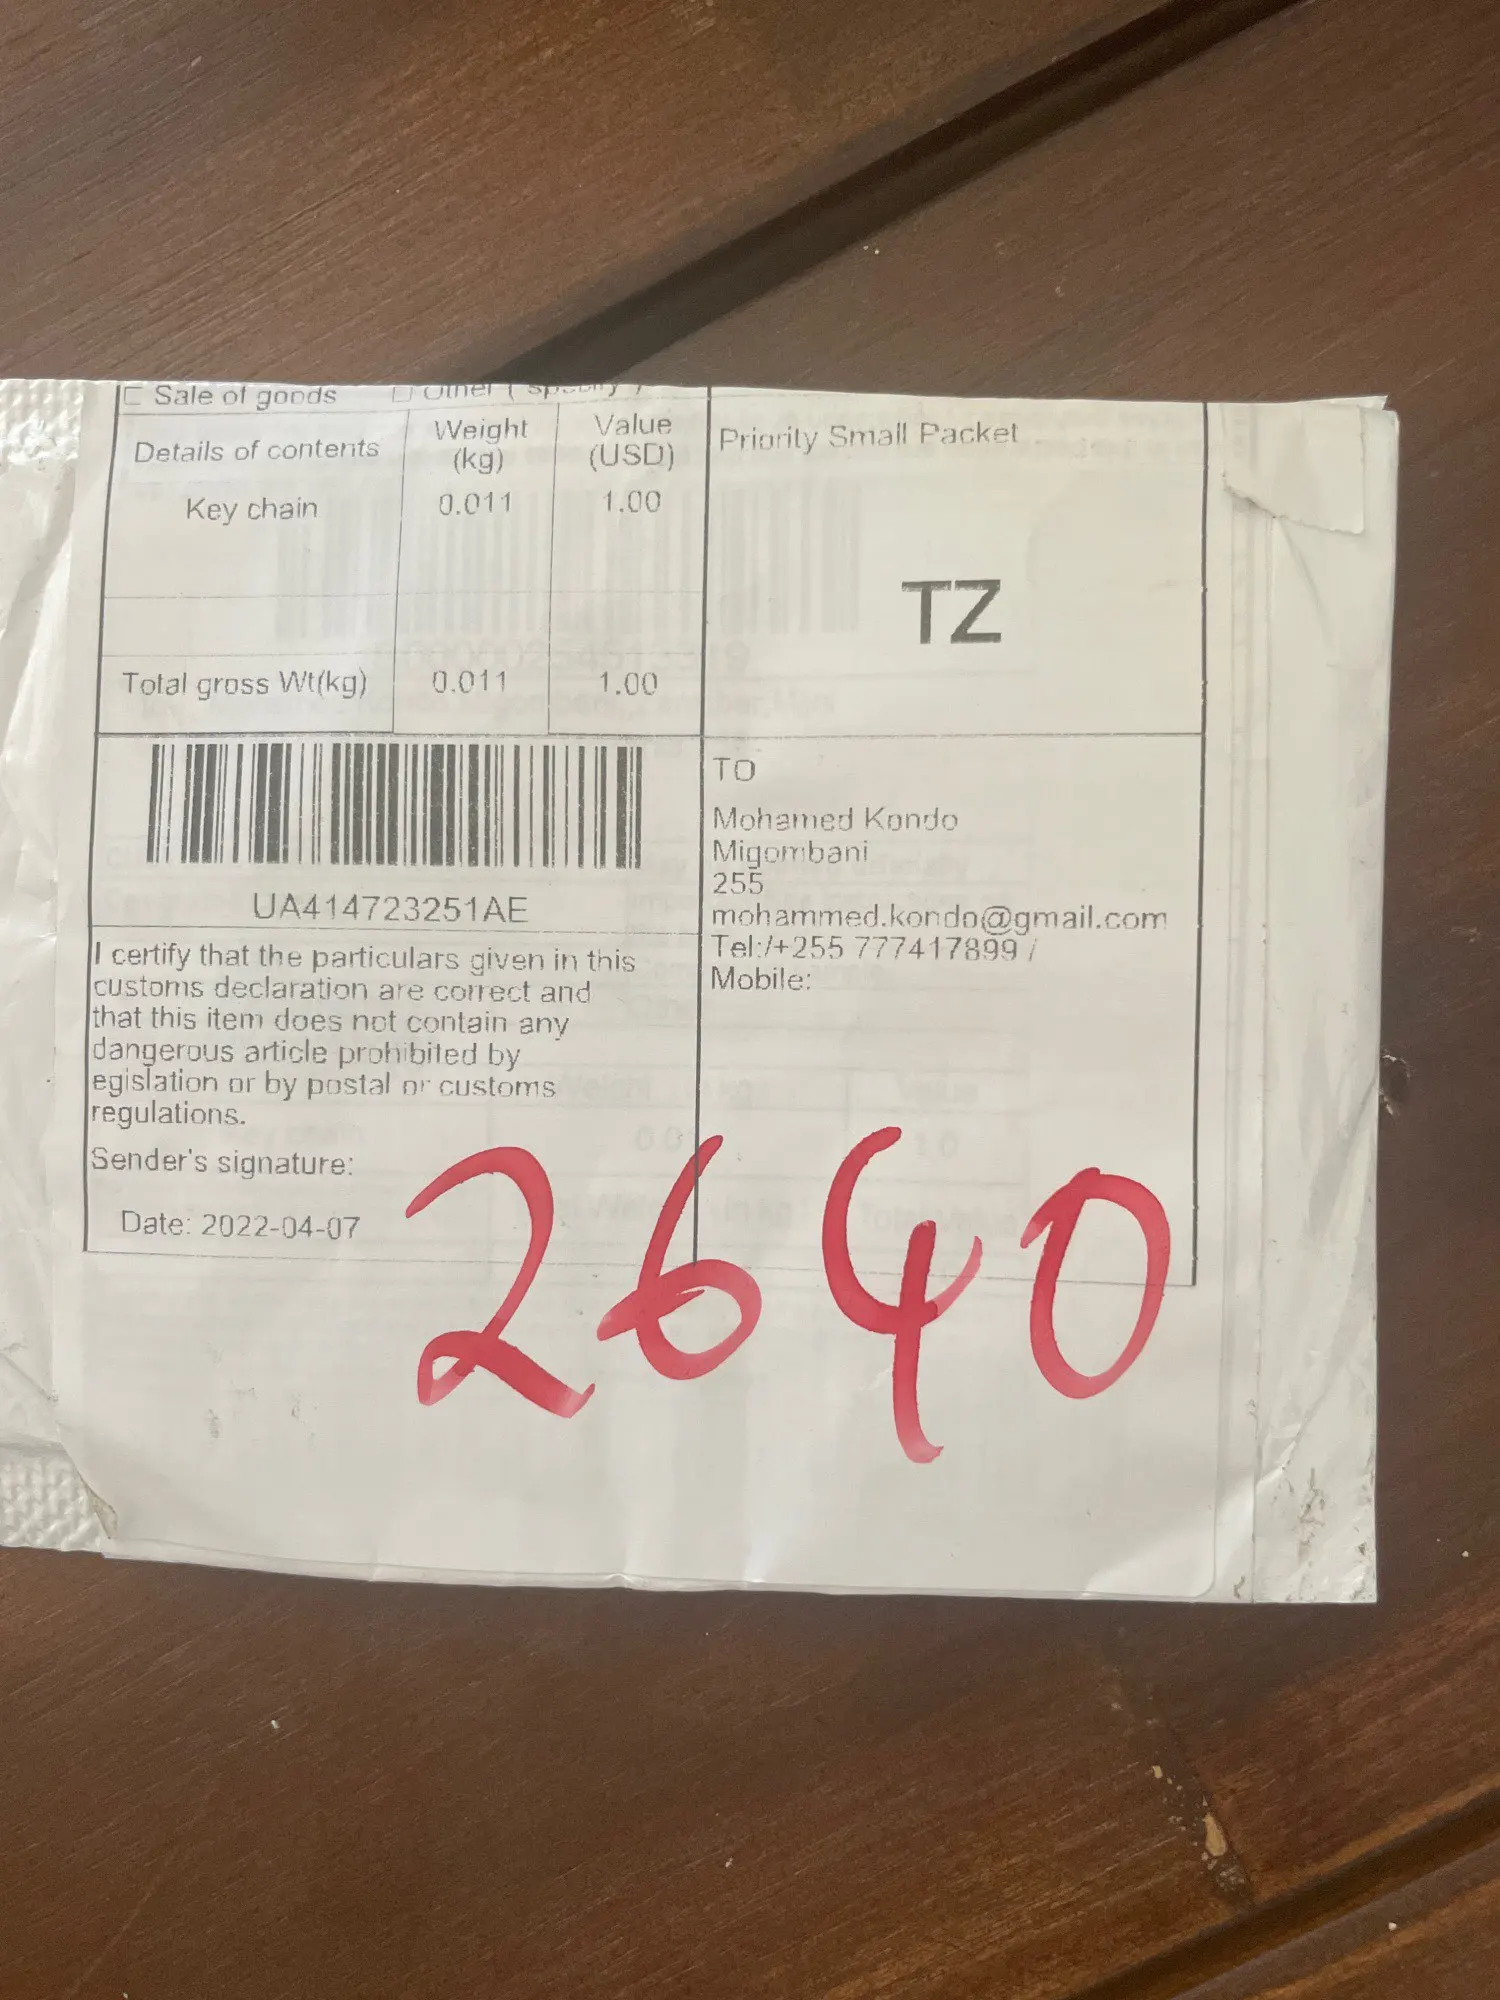 Sale of goods Other ( specify )
Details of contents Weight (kg) Value (USD)
Key chain 0.011 1.00
Total gross Wt(kg) 0.011 1.00
Priority Small Packet
TZ
UA414723251AE
TO
Mohamed Kondo
Migombani
255
mohammed.kondo@gmail.com
Tel:/+255 777417899 /
Mobile:
I certify that the particulars given in this
customs declaration are correct and
that this item does not contain any
dangerous article prohibited by
egislation or by postal or customs
regulations.
Sender's signature:
Date: 2022-04-07
2640